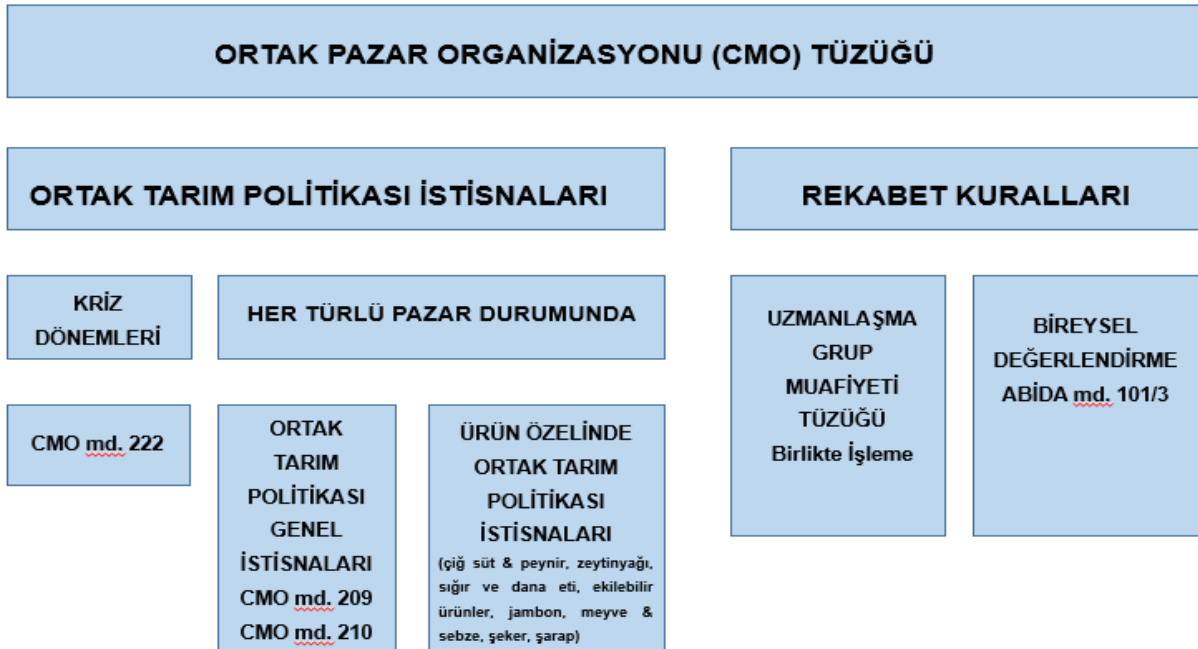 ORTAK PAZAR ORGANİZASYONU (CMO) TÜZÜĞÜ
ORTAK TARIM POLİTİKASI İSTİSNALARI
REKABET KURALLARI
KRİZ
DÖNEMLERİ
HER TÜRLÜ PAZAR DURUMUNDA
UZMANLAŞMA
GRUP
MUAFİYETİ
TÜZÜĞÜ
Birlikte İşleme
BİREYSEL
DEĞERLENDİRME
ABİDA md. 101/3
CMO md. 222
ORTAK
TARIM
POLİTİKASI
GENEL
İSTİSNALARI
CMO md. 209
CMO md. 210
ÜRÜN ÖZELİNDE
ORTAK TARIM
POLİTİKASI
İSTİSNALARI
(çiğ süt & peynir, zeytinyağı,
sığır ve dana eti, ekilebilir
ürünler, jambon, meyve &
sebze, şeker, şarap)